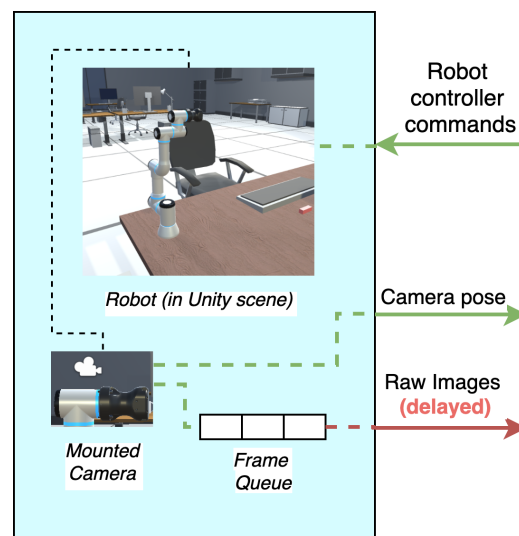 Robot
controller
commands
Robot (in Unity scene)
Camera pose
Raw Images
(delayed)
Mounted
Camera
Frame
Queue